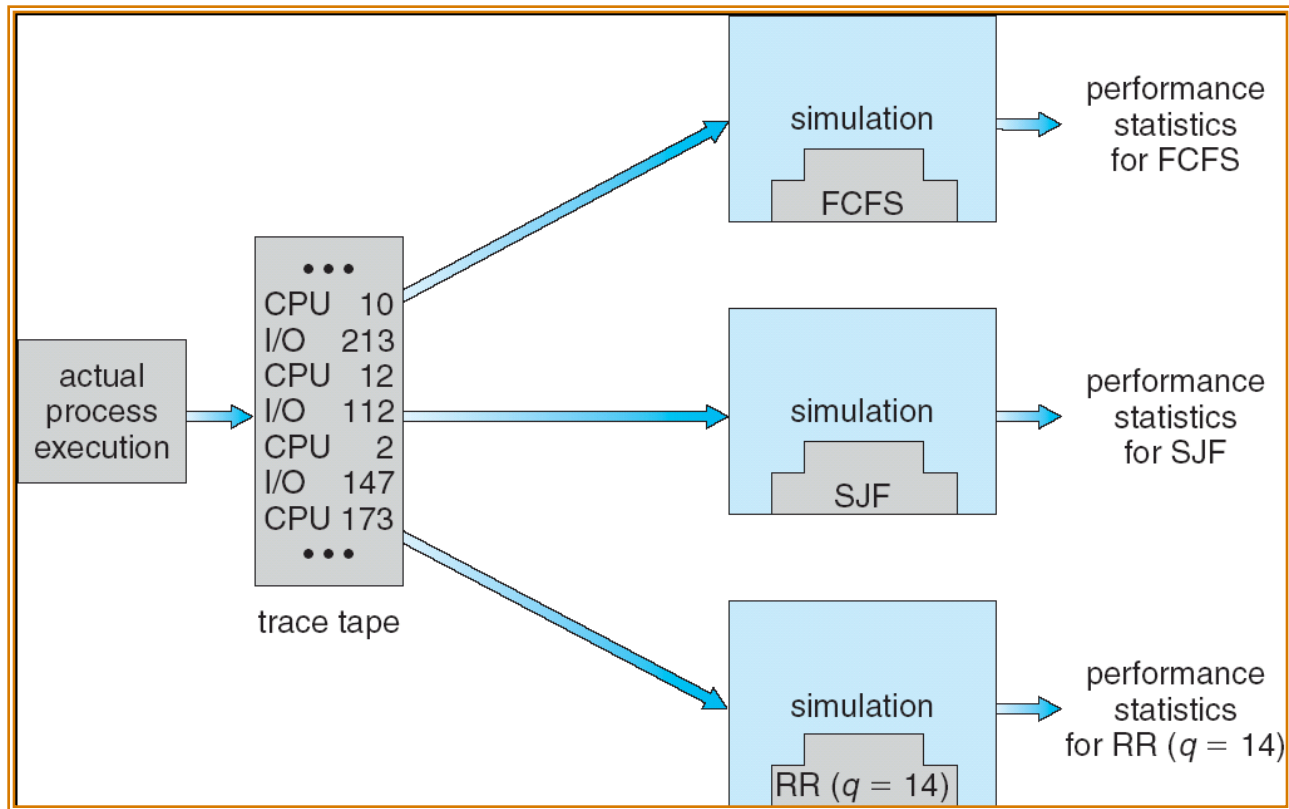 actual
process
execution
• • •
CPU 10
I/O 213
CPU 12
I/O 112
CPU 2
I/O 147
CPU 173
• • •
trace tape
simulation
FCFS
performance
statistics
for FCFS
simulation
SJF
performance
statistics
for SJF
simulation
RR (q = 14)
performance
statistics
for RR (q = 14)